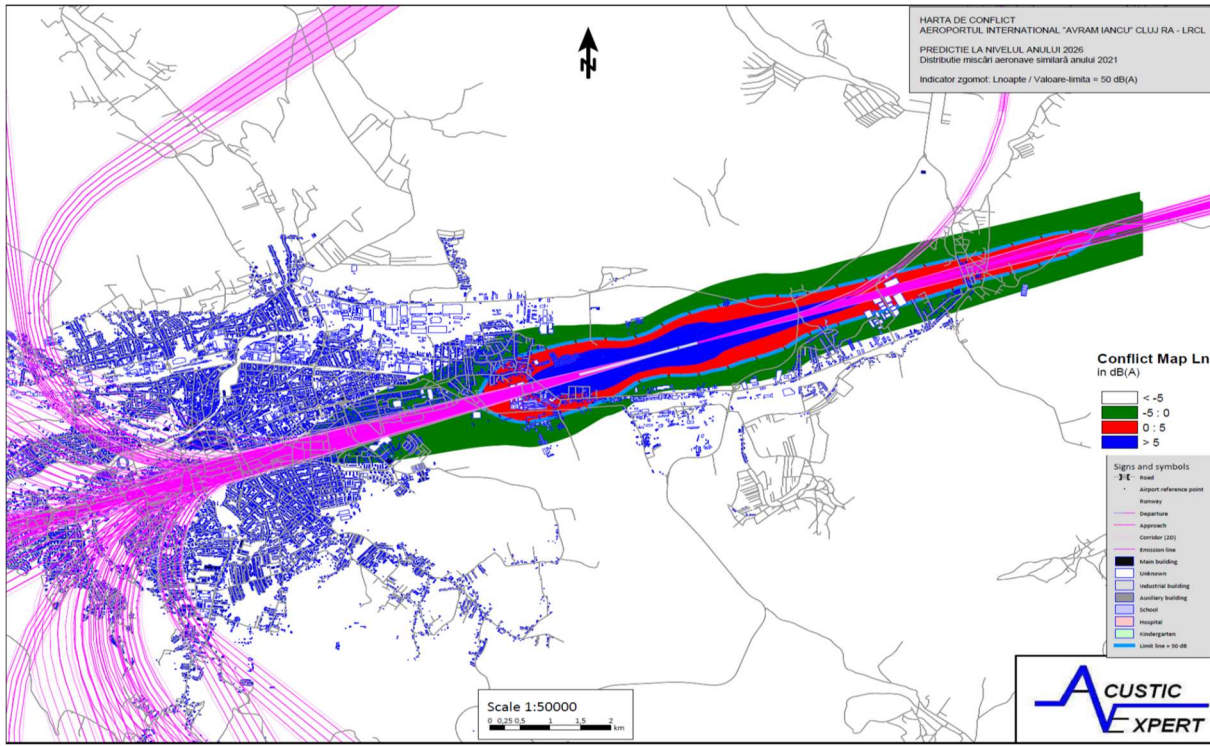 HARTA DE CONFLICT
AEROPORTUL INTERNATIONAL "AVRAM IANCU" CLUJ RA - LRCL
PREDICTIE LA NIVELUL ANULUI 2026
Distributie miscări aeronave similară anului 2021
Indicator zgomot: Lnoapte / Valoare-limita = 50 dB(A)
N
Conflict Map Ln
in dB(A)
< -5
-5 : 0
0 : 5
> 5
Signs and symbols
Road
Airport reference point
Runway
Departure
Approach
Corridor (2D)
Emission line
Main building
Unknown
Industrial building
Auxiliary building
School
Hospital
Kindergarten
Limit line = 50 dB
Scale 1:50000
0 0,25 0,5 1 1,5 2
km
ACUSTIC
EXPERT